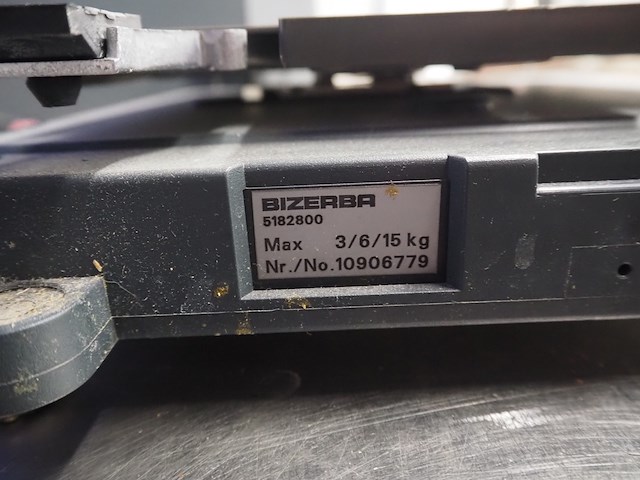 BIZERBA
5182800
Max 3/6/15 kg
Nr./No.10906779